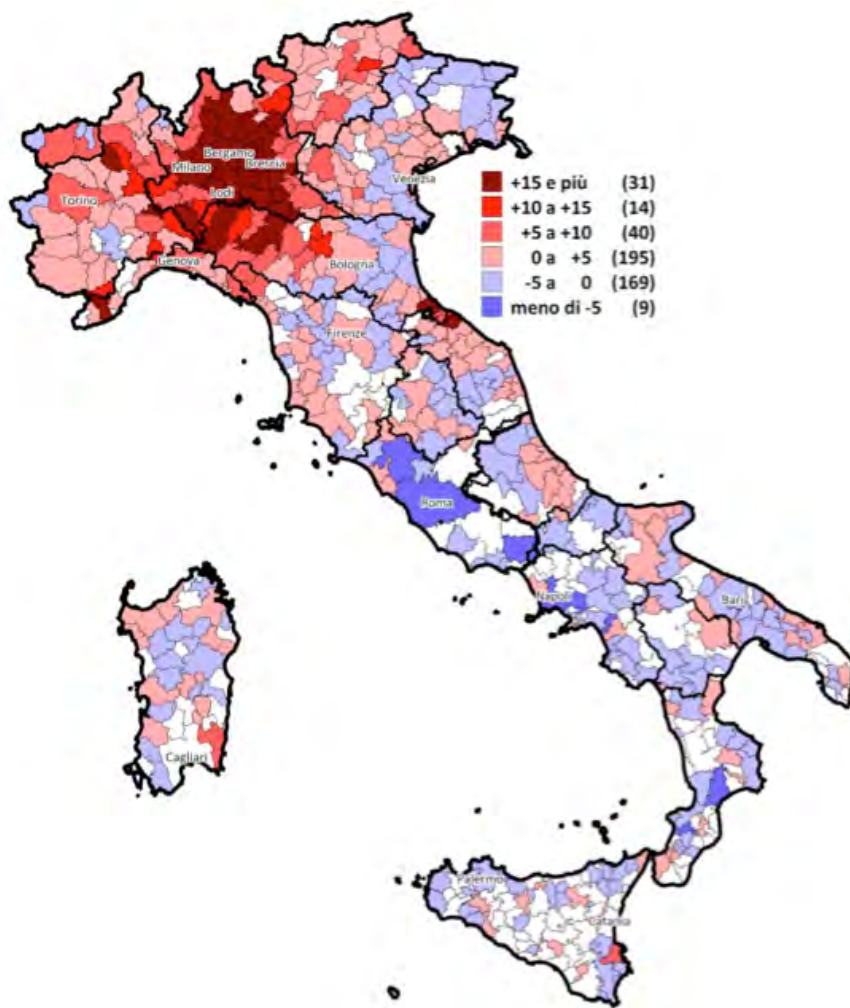 Bergamo
Milano
Brescia
Venezia
Lodi
Torino
Genova
Bologna
Firenze
+15 e più (31)
+10 a +15 (14)
+5 a +10 (40)
0 a +5 (195)
-5 a 0 (169)
meno di -5 (9)
Roma
Napoli
Bari
Cagliari
Palermo
Catania